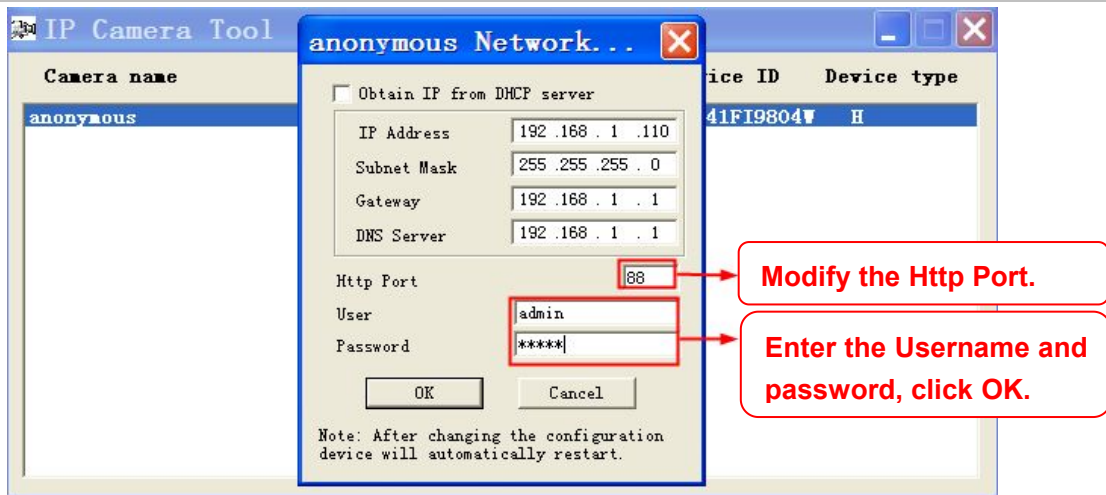 IP Camera Tool
anonymous Network...
Camera name
ice ID Device type
anonymous
41FI9804W H
Obtain IP from DHCP server
IP Address 192 .168 . 1 .110
Subnet Mask 255 .255 .255 . 0
Gateway 192 .168 . 1 . 1
DNS Server 192 .168 . 1 . 1
Http Port 88
Modify the Http Port.
User admin
Password *****
Enter the Username and
password, click OK.
OK Cancel
Note: After changing the configuration
device will automatically restart.